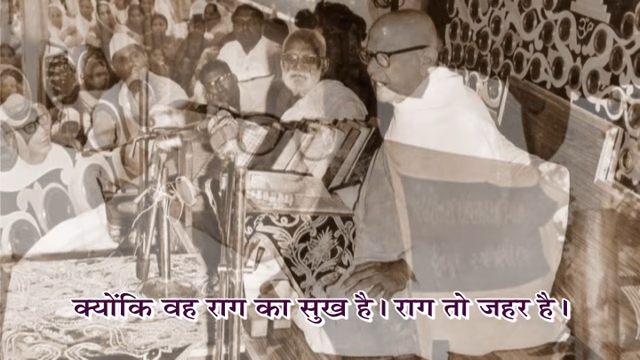 क्योंकि वह राग का सुख है। राग तो जहर है।